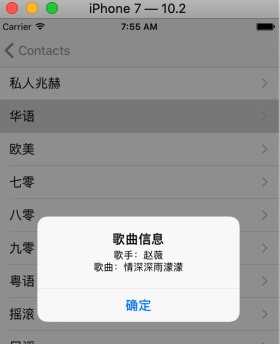 iPhone 7 — 10.2
Carrier 7:55 AM
Contacts
私人兆赫
华语
欧美
七零
八零
九零
粤语
摇滚
歌曲信息
歌手：赵薇
歌曲：情深深雨濛濛
确定